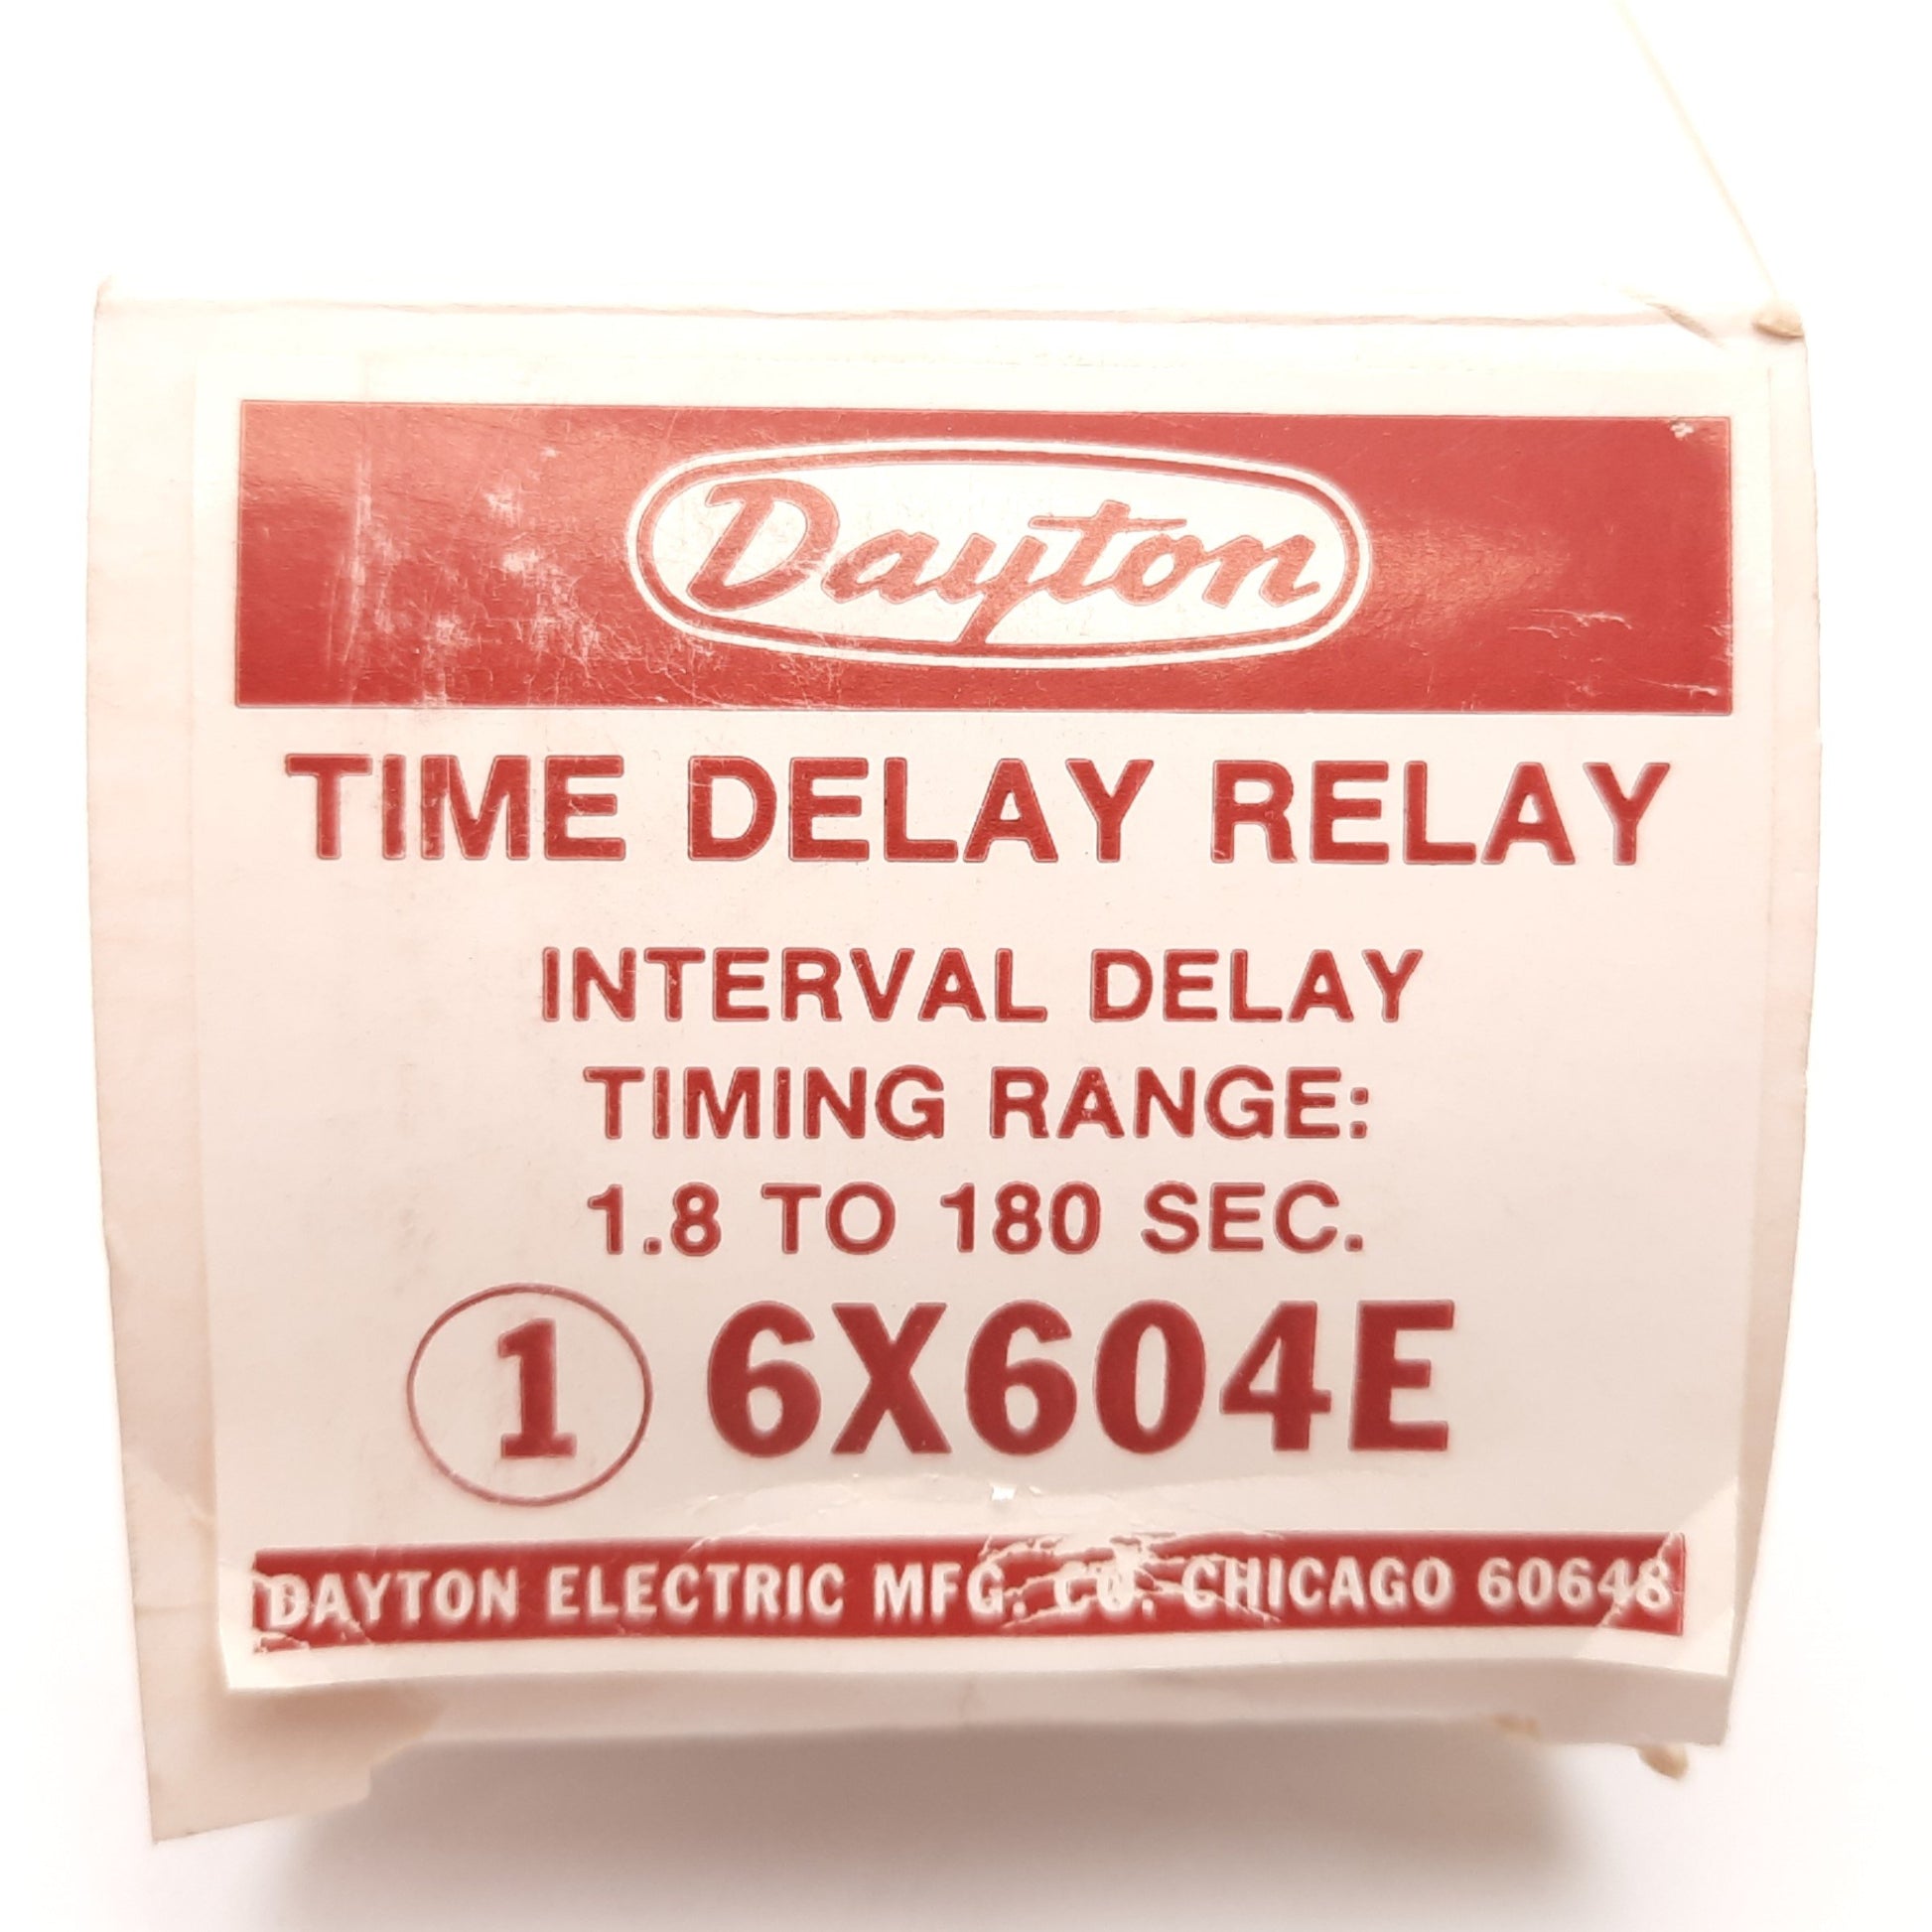 Dayton
TIME DELAY RELAY
INTERVAL DELAY
TIMING RANGE:
1.8 TO 180 SEC.
1 6X604E
DAYTON ELECTRIC MFG. CO. CHICAGO 60648